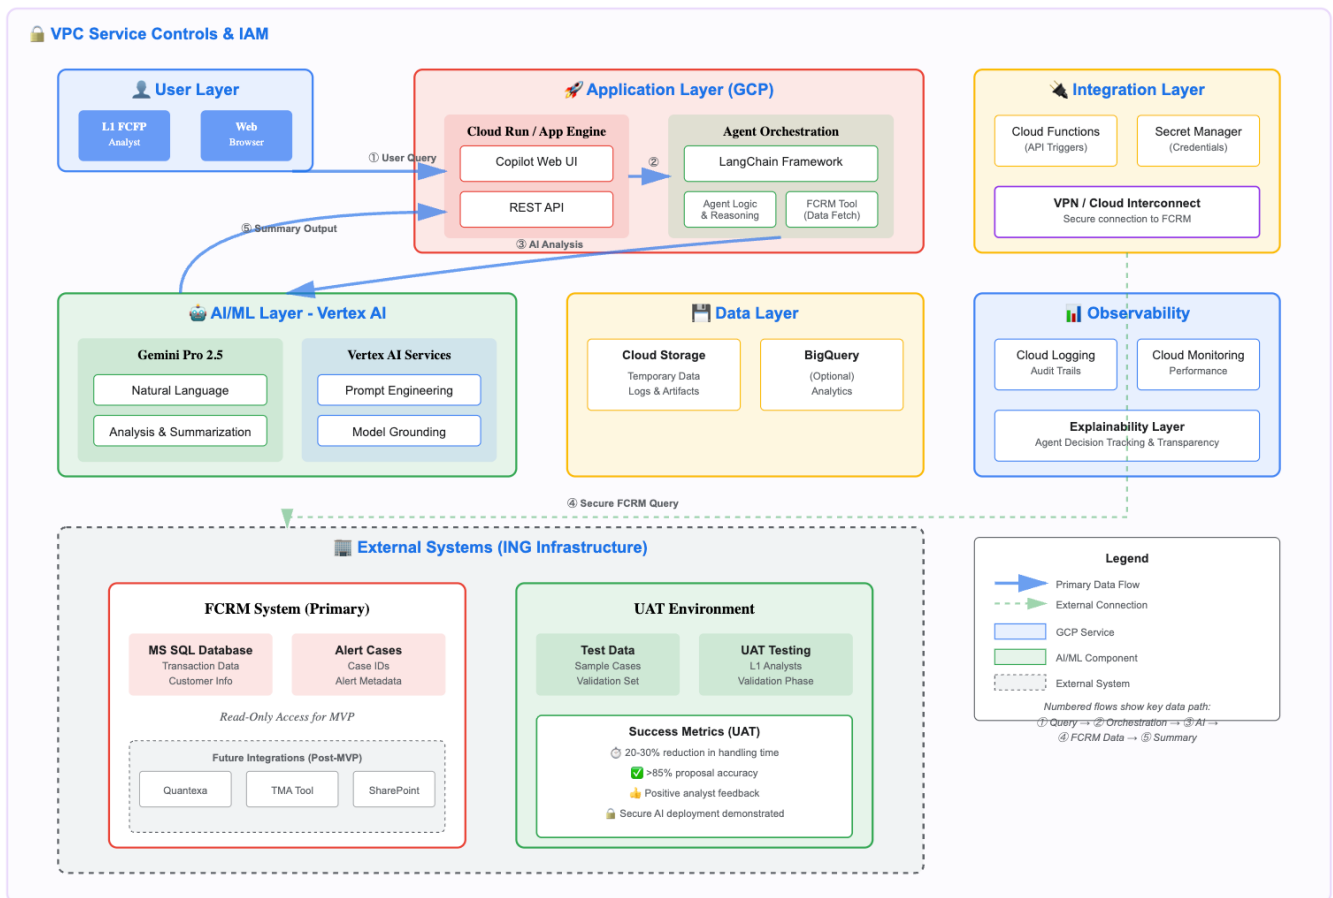 🔒 VPC Service Controls & IAM
👤 User Layer
L1 FCFP
Analyst
Web
Browser
① User Query
🚀 Application Layer (GCP)
Cloud Run / App Engine
Copilot Web UI
REST API
②
Agent Orchestration
LangChain Framework
Agent Logic
& Reasoning
FCRM Tool
(Data Fetch)
🔌 Integration Layer
Cloud Functions
(API Triggers)
Secret Manager
(Credentials)
VPN / Cloud Interconnect
Secure connection to FCRM
⑤ Summary Output
③ AI Analysis
🤖 AI/ML Layer - Vertex AI
Gemini Pro 2.5
Natural Language
Analysis & Summarization
Vertex AI Services
Prompt Engineering
Model Grounding
💾 Data Layer
Cloud Storage
Temporary Data
Logs & Artifacts
BigQuery
(Optional)
Analytics
📊 Observability
Cloud Logging
Audit Trails
Cloud Monitoring
Performance
Explainability Layer
Agent Decision Tracking & Transparency
④ Secure FCRM Query
🏢 External Systems (ING Infrastructure)
FCRM System (Primary)
MS SQL Database
Transaction Data
Customer Info
Alert Cases
Case IDs
Alert Metadata
Read-Only Access for MVP
Future Integrations (Post-MVP)
Quantexa
TMA Tool
SharePoint
UAT Environment
Test Data
Sample Cases
Validation Set
UAT Testing
L1 Analysts
Validation Phase
Success Metrics (UAT)
⏱️ 20-30% reduction in handling time
✅ >85% proposal accuracy
👍 Positive analyst feedback
🔒 Secure AI deployment demonstrated
Legend
Primary Data Flow
External Connection
GCP Service
AI/ML Component
External System
Numbered flows show key data path:
① Query → ② Orchestration → ③ AI →
④ FCRM Data → ⑤ Summary